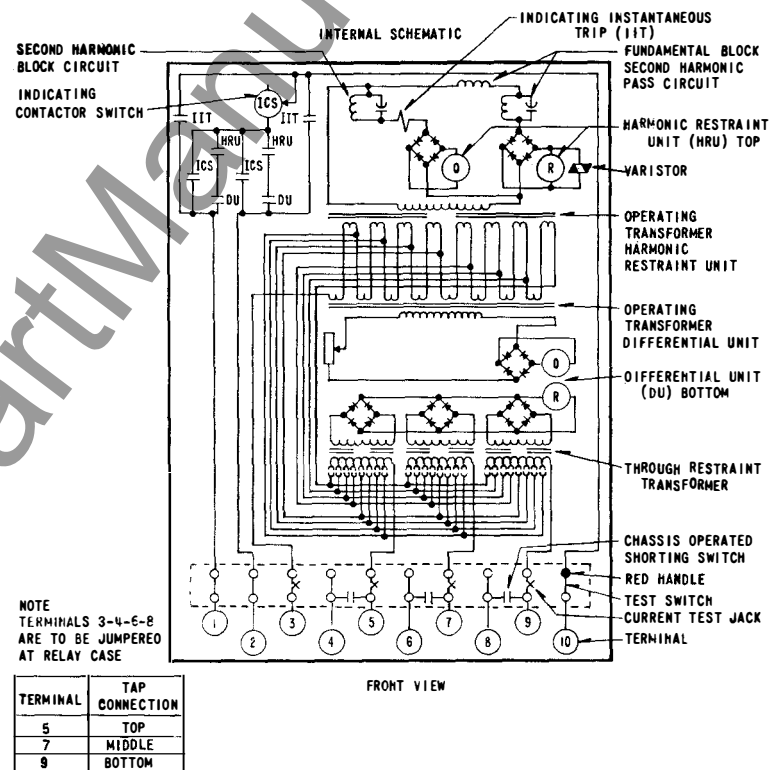 INTERNAL SCHEMATIC
INDICATING INSTANTANEOUS
TRIP (IIT)
SECOND HARMONIC
BLOCK CIRCUIT
FUNDAMENTAL BLOCK
SECOND HARMONIC
PASS CIRCUIT
INDICATING
CONTACTOR SWITCH
ICS
IIT
IIT
HRU
HRU
ICS
ICS
DU
DU
O
R
HARMONIC RESTRAINT
UNIT (HRU) TOP
VARISTOR
OPERATING
TRANSFORMER
HARMONIC
RESTRAINT UNIT
OPERATING
TRANSFORMER
DIFFERENTIAL UNIT
O
R
DIFFERENTIAL UNIT
(DU) BOTTOM
THROUGH RESTRAINT
TRANSFORMER
CHASSIS OPERATED
SHORTING SWITCH
RED HANDLE
TEST SWITCH
CURRENT TEST JACK
TERMINAL
1 2 3 4 5 6 7 8 9 10
NOTE
TERMINALS 3-4-6-8
ARE TO BE JUMPERED
AT RELAY CASE
FRONT VIEW
TERMINAL TAP CONNECTION
5 TOP
7 MIDDLE
9 BOTTOM
artManu
artM